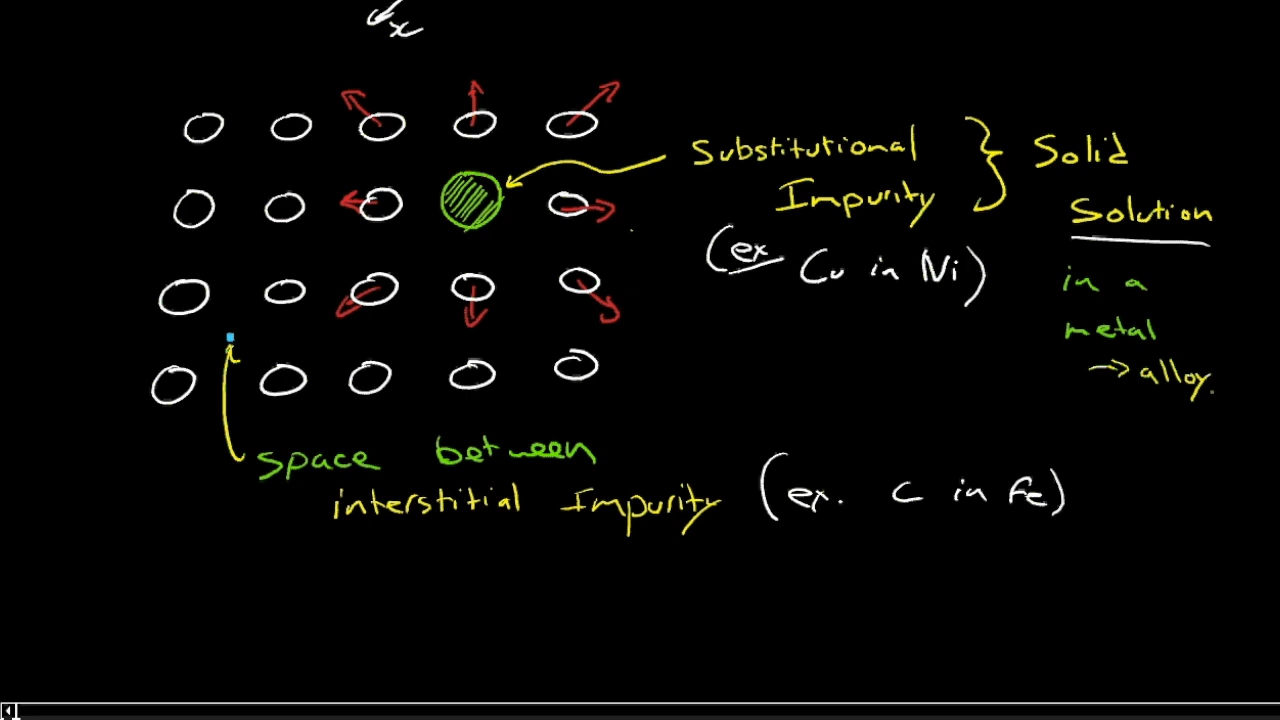 x
Substitutional
Impurity
(ex Cu in Ni)
Solid
Solution
in a
metal
→ alloy.
space between
interstitial Impurity (ex. C in Fe)